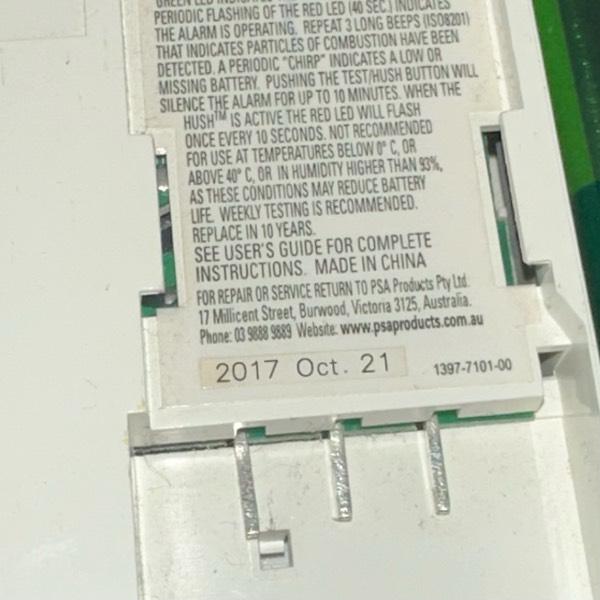 GREEN LED INDICATES
PERIODIC FLASHING OF THE RED LED (40 SEC.) INDICATES
THE ALARM IS OPERATING. REPEAT 3 LONG BEEPS (ISO8201)
THAT INDICATES PARTICLES OF COMBUSTION HAVE BEEN
DETECTED. A PERIODIC "CHIRP" INDICATES A LOW OR
MISSING BATTERY. PUSHING THE TEST/HUSH BUTTON WILL
SILENCE THE ALARM FOR UP TO 10 MINUTES. WHEN THE
HUSH™ IS ACTIVE THE RED LED WILL FLASH
ONCE EVERY 10 SECONDS. NOT RECOMMENDED
FOR USE AT TEMPERATURES BELOW 0° C, OR
ABOVE 40° C, OR IN HUMIDITY HIGHER THAN 93%,
AS THESE CONDITIONS MAY REDUCE BATTERY
LIFE. WEEKLY TESTING IS RECOMMENDED.
REPLACE IN 10 YEARS.
SEE USER'S GUIDE FOR COMPLETE
INSTRUCTIONS. MADE IN CHINA
FOR REPAIR OR SERVICE RETURN TO PSA Products Pty Ltd.
17 Millicent Street, Burwood, Victoria 3125, Australia.
Phone: 03 9888 9889 Website: www.psaproducts.com.au
2017 Oct. 21 1397-7101-00